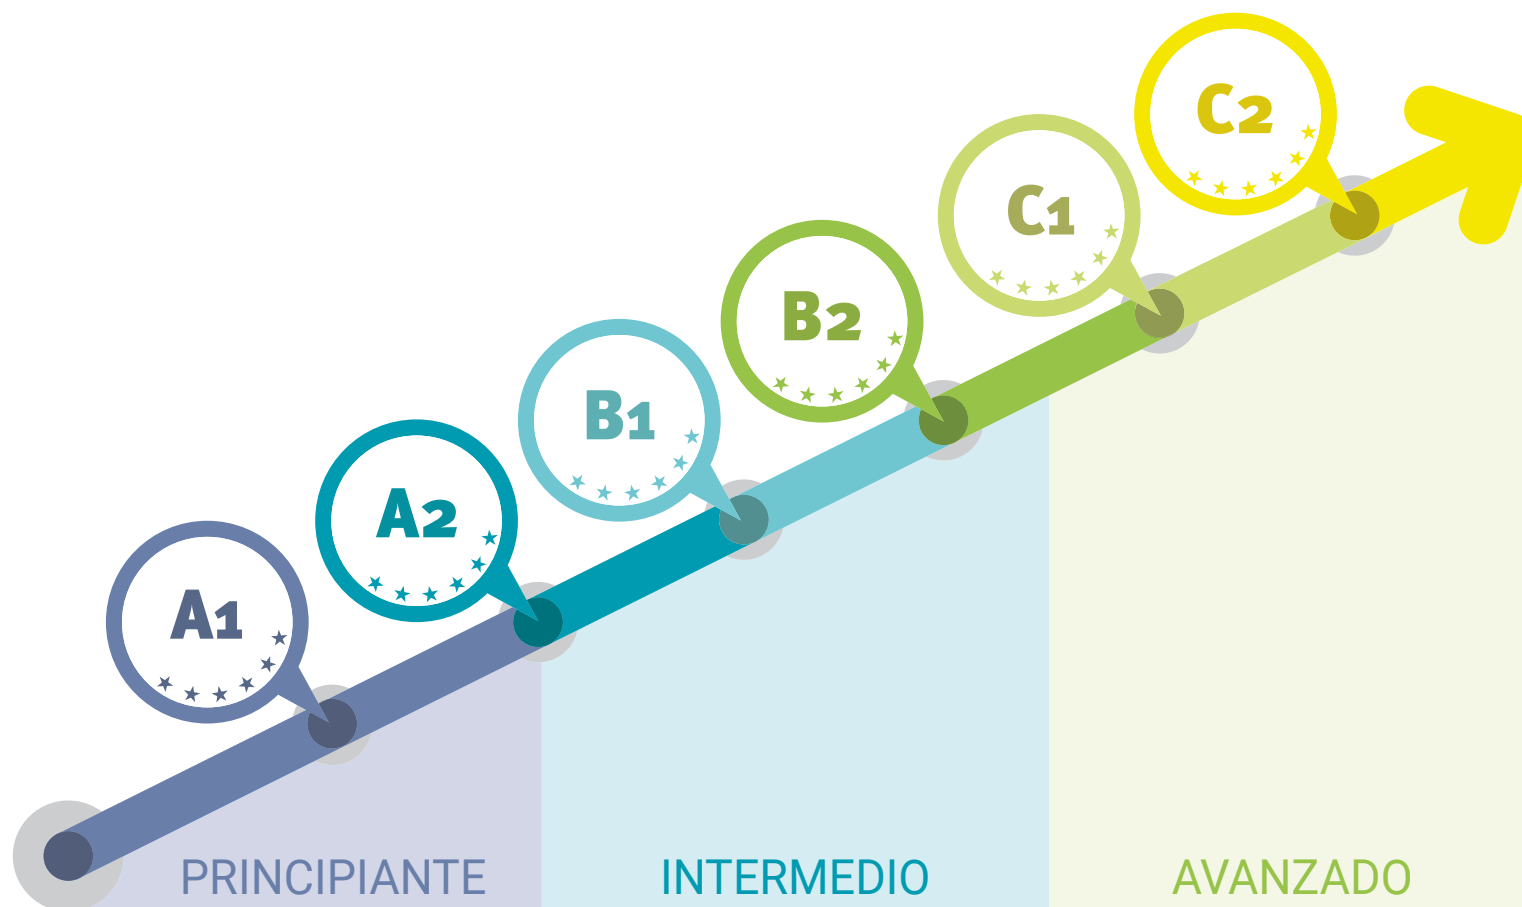 A1
A2
B1
B2
C1
C2
PRINCIPIANTE
INTERMEDIO
AVANZADO